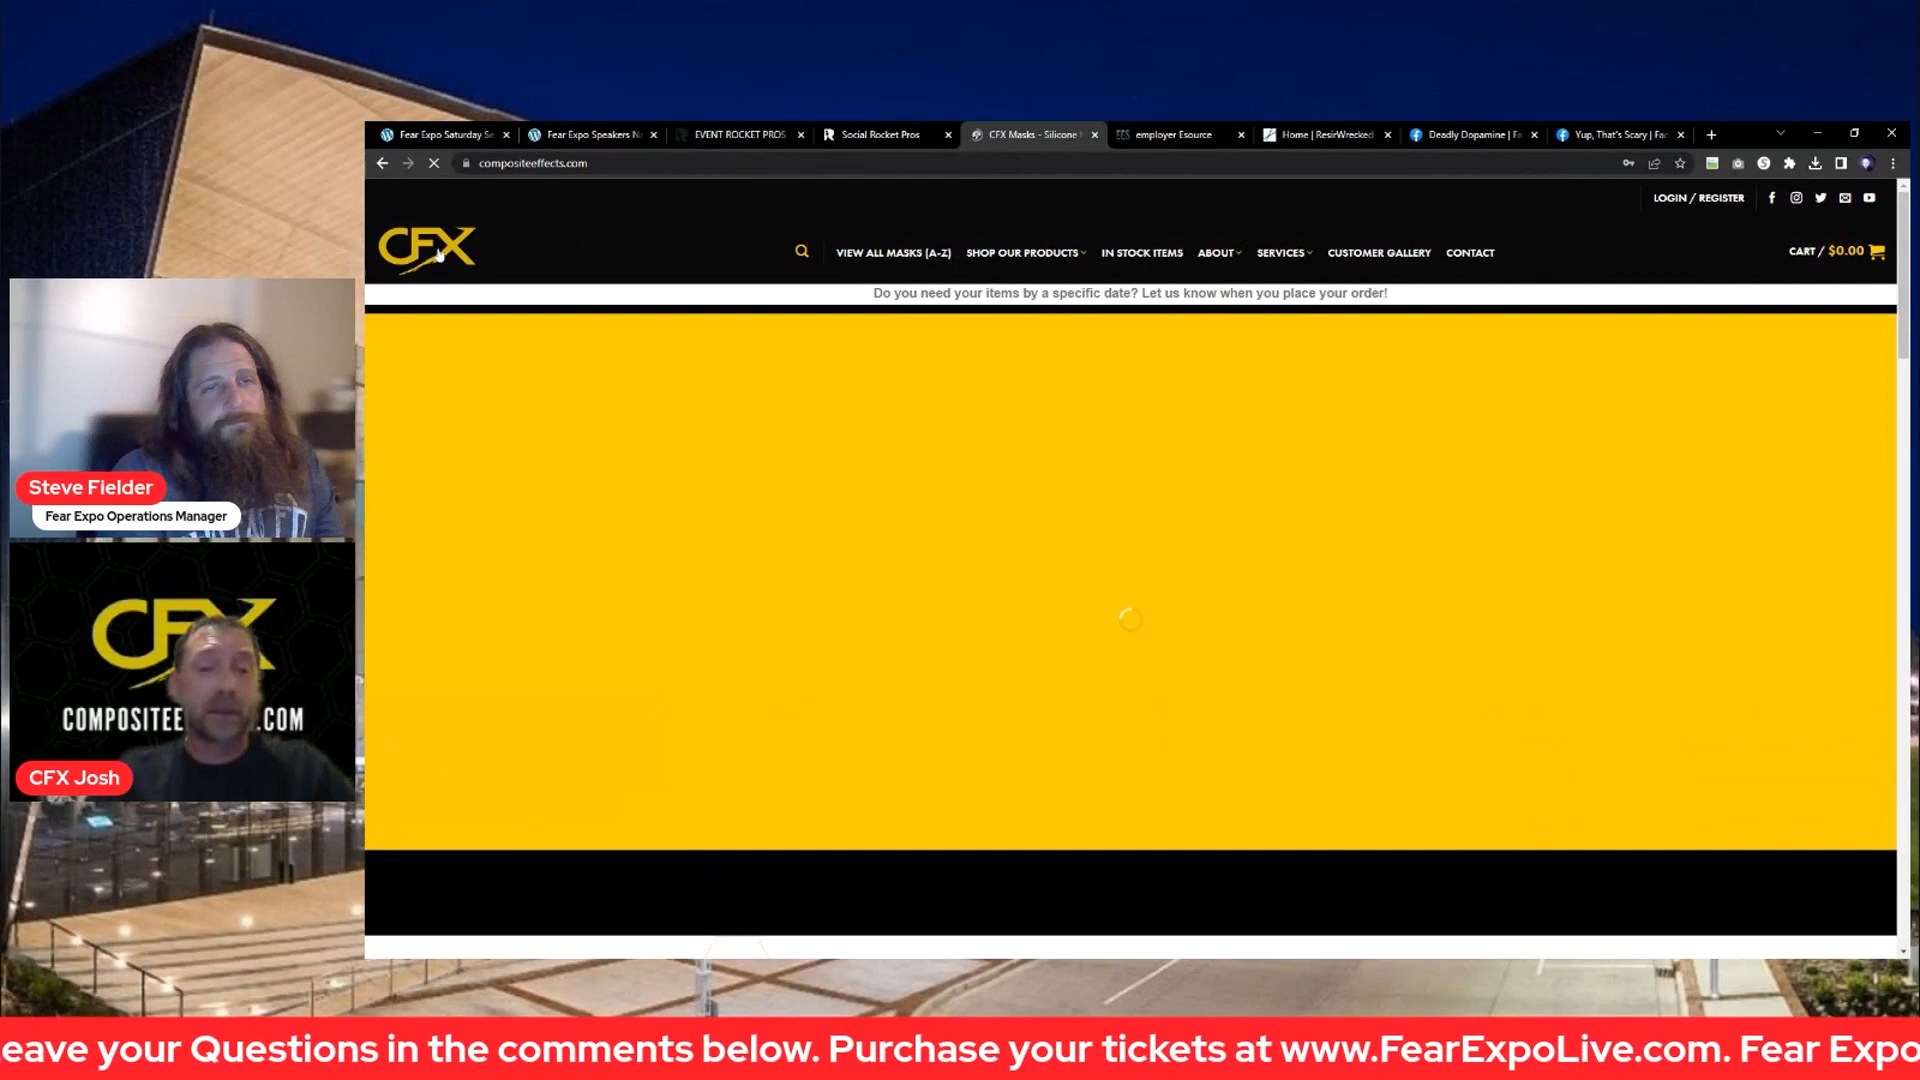 Fear Expo Saturday Se
Fear Expo Speakers N
EVENT ROCKET PROS
Social Rocket Pros
CFX Masks - Silicone
employer Esource
Home | ResirWrecked
Deadly Dopamine | Fa
Yup, That's Scary | Fac
compositeeffects.com
LOGIN / REGISTER
CFX
VIEW ALL MASKS (A-Z)
SHOP OUR PRODUCTS
IN STOCK ITEMS
ABOUT
SERVICES
CUSTOMER GALLERY
CONTACT
CART / $0.00
Do you need your items by a specific date? Let us know when you place your order!
Steve Fielder
Fear Expo Operations Manager
CFX
.COM
CFX Josh
eave your Questions in the comments below. Purchase your tickets at www.FearExpoLive.com. Fear Expo